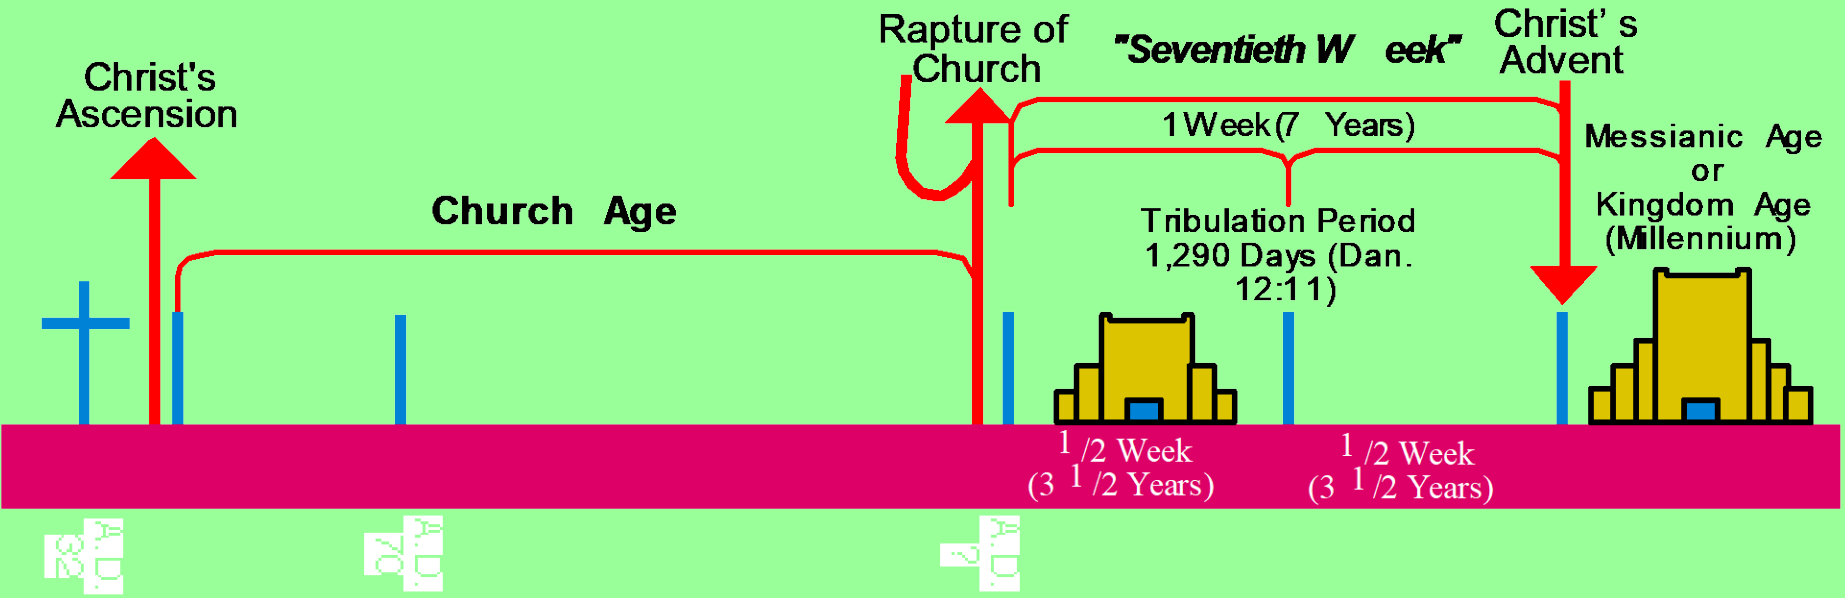 Christ's
Ascension
Church Age
Rapture of
Church
"Seventieth W eek"
1 Week (7 Years)
Tribulation Period
1,290 Days (Dan.
12:11)
Christ' s
Advent
Messianic Age
or
Kingdom Age
(Millennium)
1/2 Week
(3 1/2 Years)
1/2 Week
(3 1/2 Years)